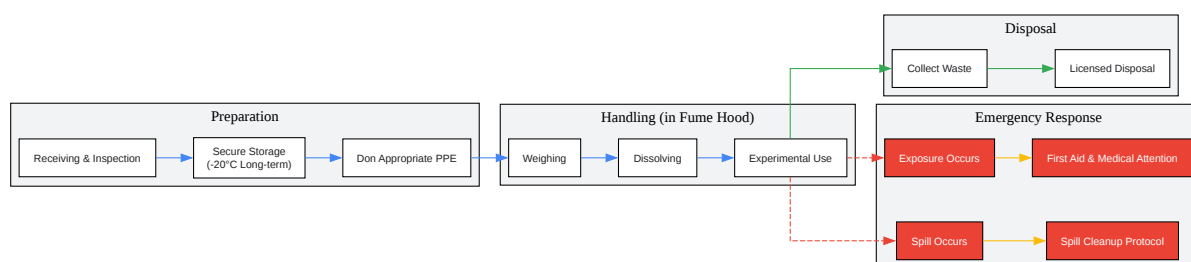 Disposal
Collect Waste
Licensed Disposal
Preparation
Receiving & Inspection
Secure Storage
(-20°C Long-term)
Don Appropriate PPE
Handling (in Fume Hood)
Weighing
Dissolving
Experimental Use
Emergency Response
Exposure Occurs
First Aid & Medical Attention
Spill Occurs
Spill Cleanup Protocol